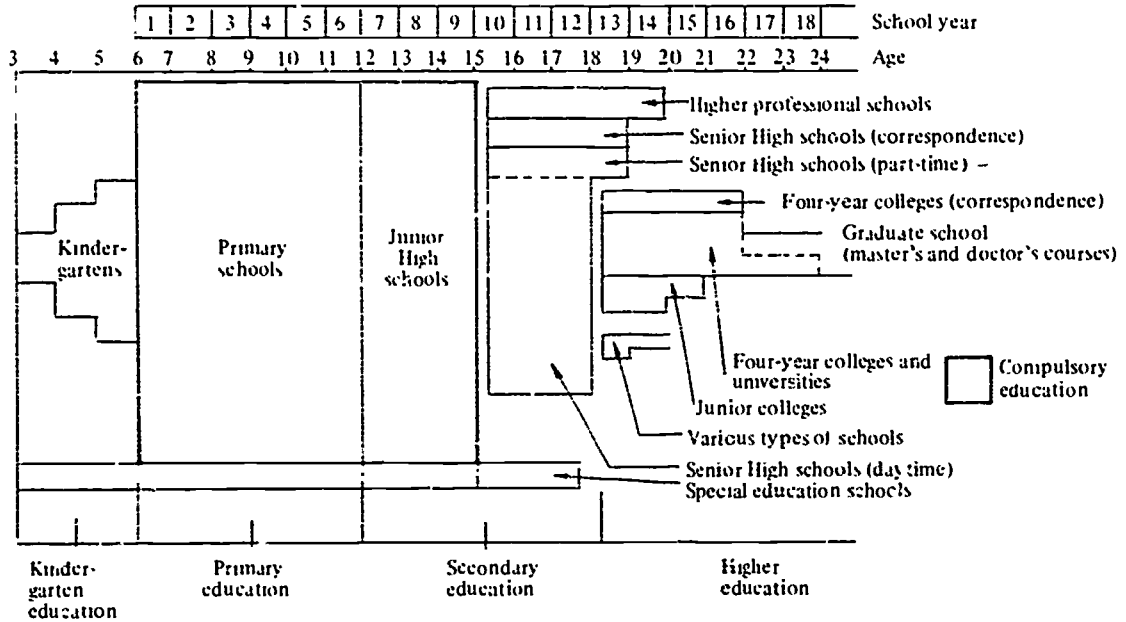 1 2 3 4 5 6 7 8 9 10 11 12 13 14 15 16 17 18 School year
3 4 5 6 7 8 9 10 11 12 13 14 15 16 17 18 19 20 21 22 23 24 Age
Higher professional schools
Senior High schools (correspondence)
Senior High schools (part-time) –
Four-year colleges (correspondence)
Graduate school
(master's and doctor's courses)
Kinder-
gartens
Primary
schools
Junior
High
schools
Four-year colleges and
universities
Compulsory
education
Junior colleges
Various types of schools
Senior High schools (day time)
Special education schools
Kinder-
garten
education
Primary
education
Secondary
education
Higher
education